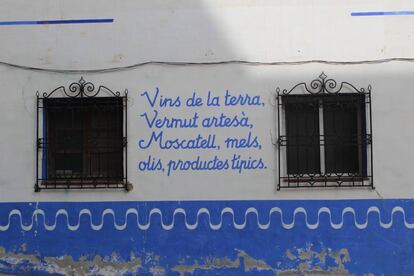 Vins de la terra,
Vermut artesà,
Moscatell, mels,
olis, productes típics.